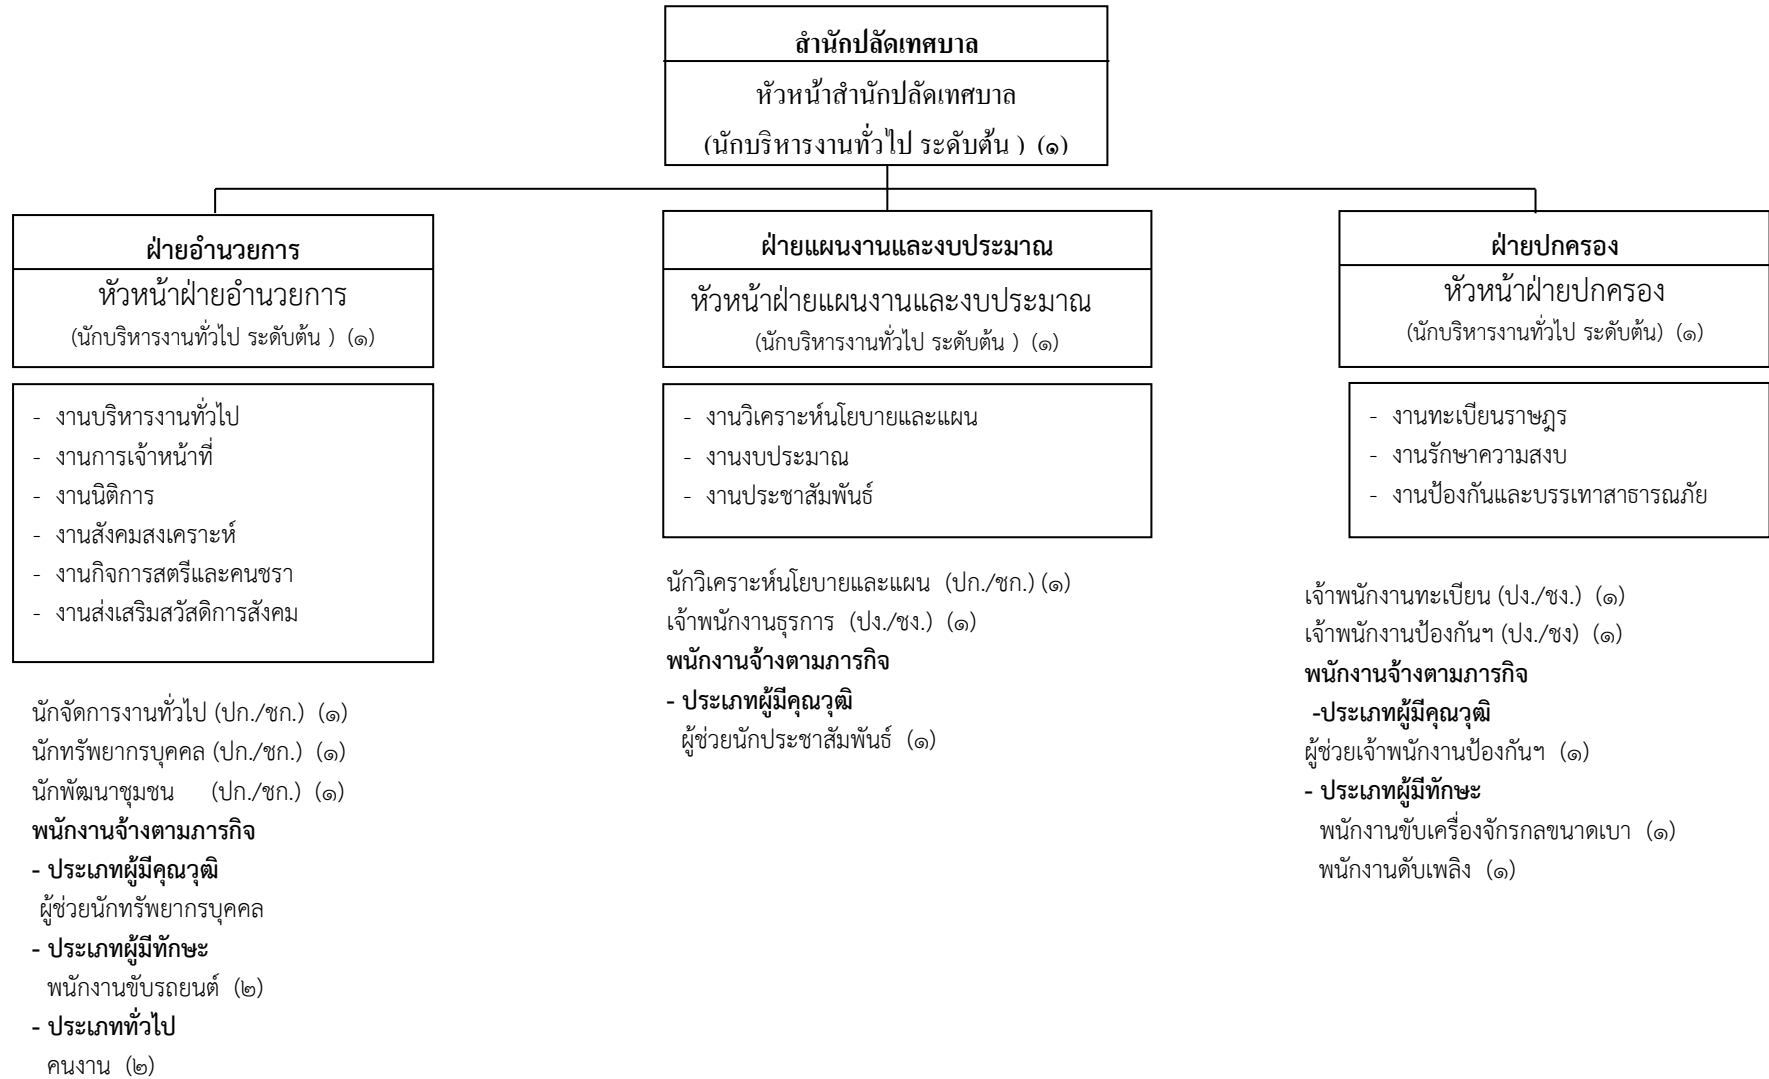 สำนักปลัดเทศบาล
หัวหน้าสำนักปลัดเทศบาล
(นักบริหารงานทั่วไป ระดับต้น ) (๑)
ฝ่ายอำนวยการ
หัวหน้าฝ่ายอำนวยการ
(นักบริหารงานทั่วไป ระดับต้น ) (๑)
- งานบริหารงานทั่วไป
- งานการเจ้าหน้าที่
- งานนิติการ
- งานสังคมสงเคราะห์
- งานกิจการสตรีและคนชรา
- งานส่งเสริมสวัสดิการสังคม
นักจัดการงานทั่วไป (ปก./ชก.) (๑)
นักทรัพยากรบุคคล (ปก./ชก.) (๑)
นักพัฒนาชุมชน (ปก./ชก.) (๑)
พนักงานจ้างตามภารกิจ
- ประเภทผู้มีคุณวุฒิ
ผู้ช่วยนักทรัพยากรบุคคล
- ประเภทผู้มีทักษะ
พนักงานขับรถยนต์ (๒)
- ประเภททั่วไป
คนงาน (๒)
ฝ่ายแผนงานและงบประมาณ
หัวหน้าฝ่ายแผนงานและงบประมาณ
(นักบริหารงานทั่วไป ระดับต้น ) (๑)
- งานวิเคราะห์นโยบายและแผน
- งานงบประมาณ
- งานประชาสัมพันธ์
นักวิเคราะห์นโยบายและแผน (ปก./ชก.) (๑)
เจ้าพนักงานธุรการ (ปง./ชง.) (๑)
พนักงานจ้างตามภารกิจ
- ประเภทผู้มีคุณวุฒิ
ผู้ช่วยนักประชาสัมพันธ์ (๑)
ฝ่ายปกครอง
หัวหน้าฝ่ายปกครอง
(นักบริหารงานทั่วไป ระดับต้น) (๑)
- งานทะเบียนราษฎร
- งานรักษาความสงบ
- งานป้องกันและบรรเทาสาธารณภัย
เจ้าพนักงานทะเบียน (ปง./ชง.) (๑)
เจ้าพนักงานป้องกันฯ (ปง./ชง) (๑)
พนักงานจ้างตามภารกิจ
-ประเภทผู้มีคุณวุฒิ
ผู้ช่วยเจ้าพนักงานป้องกันฯ (๑)
- ประเภทผู้มีทักษะ
พนักงานขับเครื่องจักรกลขนาดเบา (๑)
พนักงานดับเพลิง (๑)